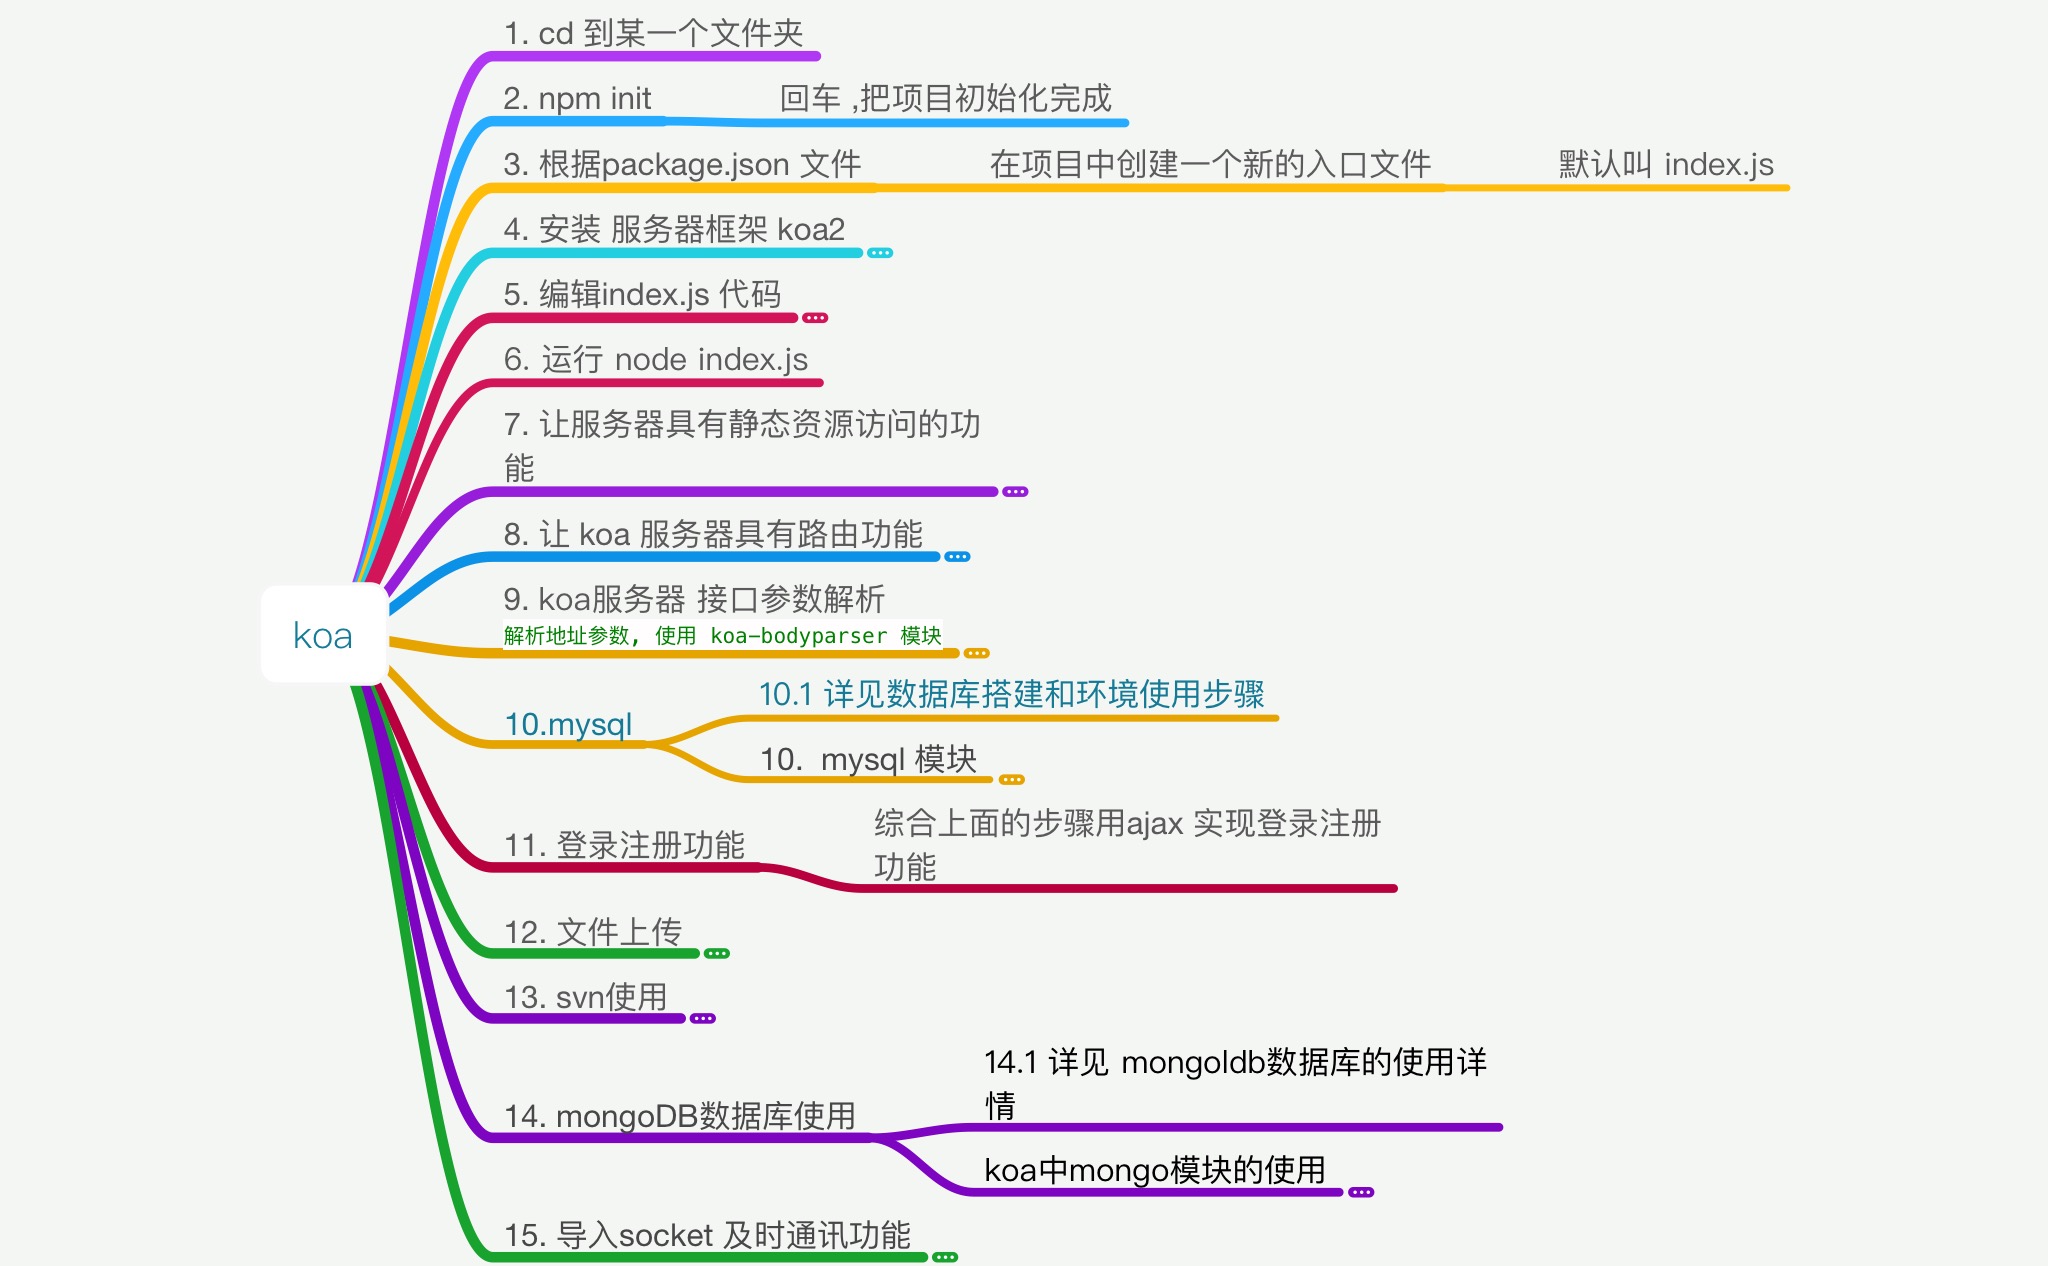 1. cd 到某一个文件夹
2. npm init
回车 ,把项目初始化完成
3. 根据package.json 文件
在项目中创建一个新的入口文件
默认叫 index.js
4. 安装 服务器框架 koa2
5. 编辑index.js 代码
6. 运行 node index.js
7. 让服务器具有静态资源访问的功
能
8. 让 koa 服务器具有路由功能
9. koa服务器 接口参数解析
解析地址参数, 使用 koa-bodyparser 模块
koa
10.mysql
10.1 详见数据库搭建和环境使用步骤
10. mysql 模块
11. 登录注册功能
综合上面的步骤用ajax 实现登录注册
功能
12. 文件上传
13. svn使用
14. mongoDB数据库使用
14.1 详见 mongoldb数据库的使用详
情
koa中mongo模块的使用
15. 导入socket 及时通讯功能